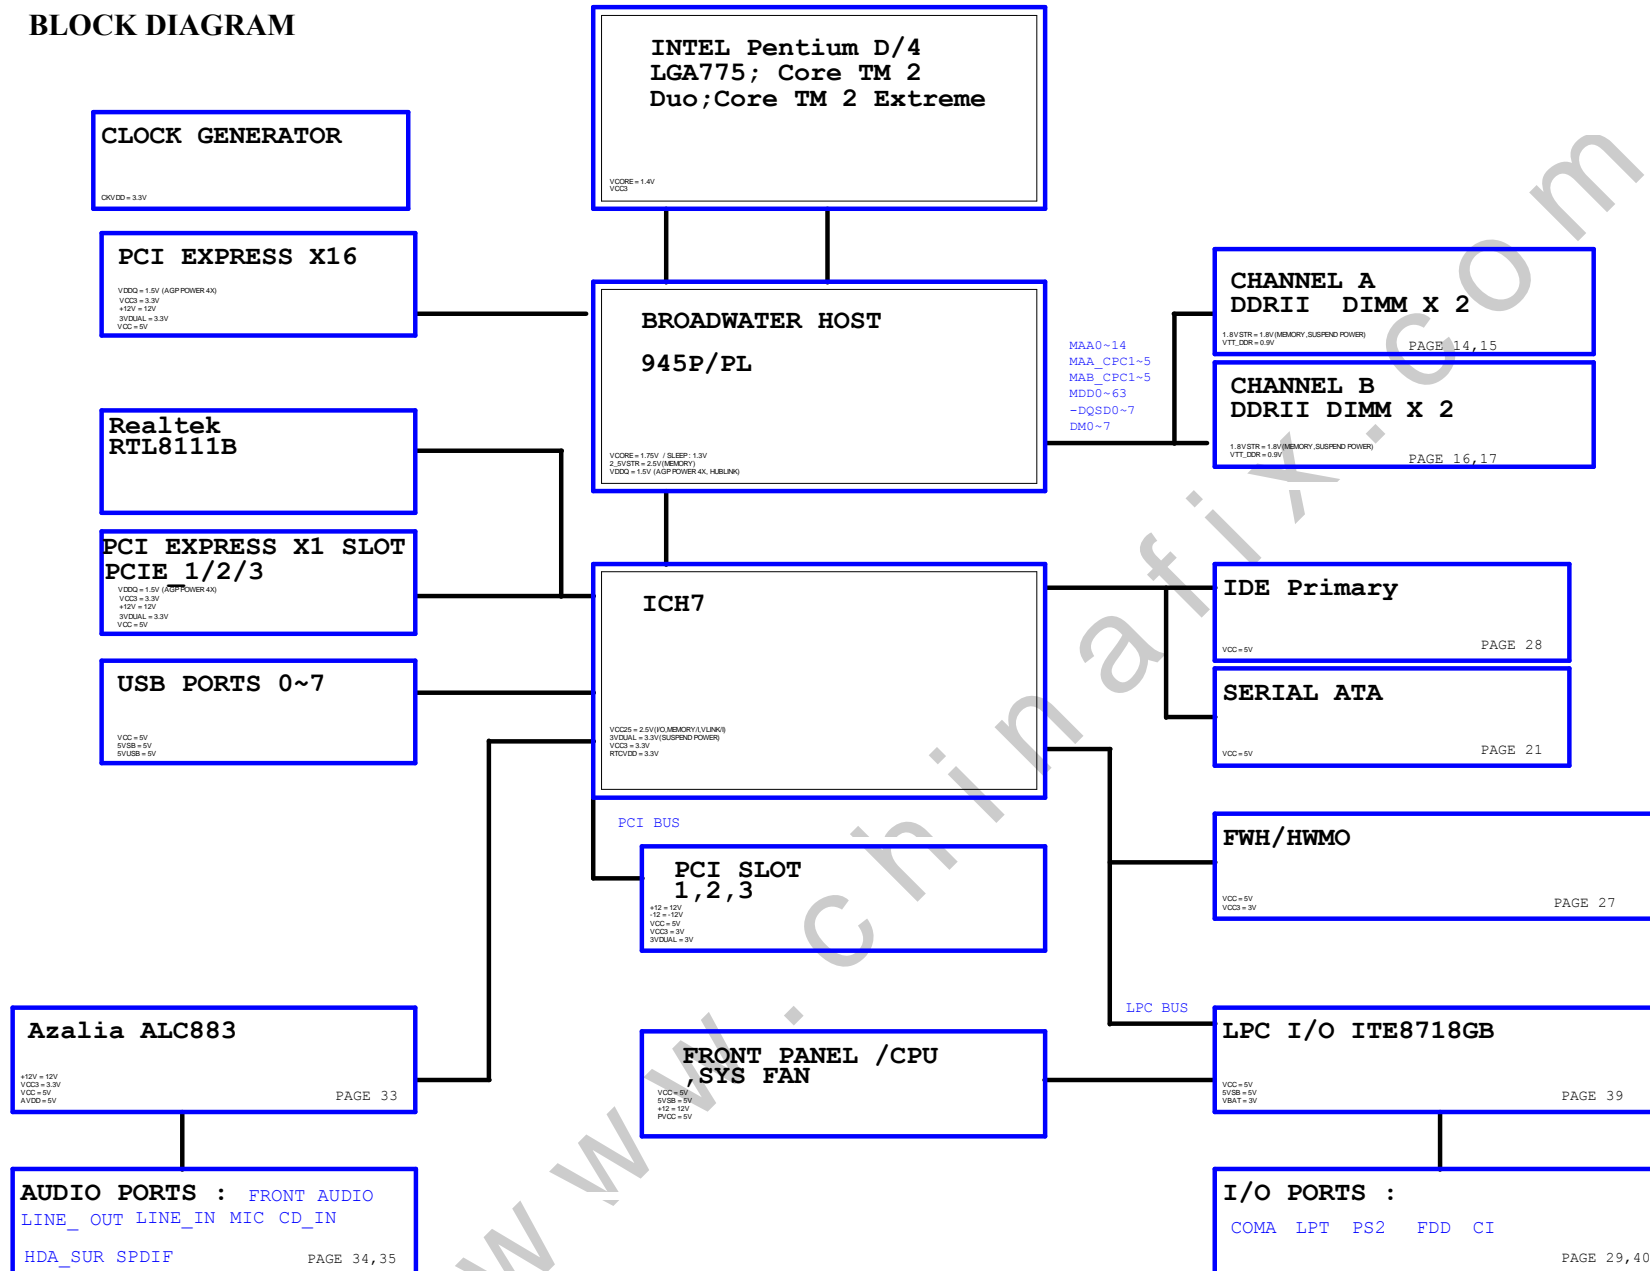 BLOCK DIAGRAM
INTEL Pentium D/4
LGA775; Core TM 2
Duo;Core TM 2 Extreme
VCORE = 1.4V
VCC3
CLOCK GENERATOR
CKVDD = 3.3V
PCI EXPRESS X16
VDDQ = 1.5V (AGP POWER 4X)
VCC3 = 3.3V
+12V = 12V
3VDUAL = 3.3V
VCC = 5V
BROADWATER HOST
945P/PL
VCORE = 1.75V / SLEEP : 1.3V
2_5VSTR = 2.5V(MEMORY)
VDDQ = 1.5V (AGP POWER 4X, HUBLINK)
MAA0~14
MAA_CPC1~5
MAB_CPC1~5
MDD0~63
-DQSD0~7
DM0~7
CHANNEL A
DDRII DIMM X 2
1.8VSTR = 1.8V(MEMORY,SUSPEND POWER)
VTT_DDR = 0.9V
PAGE 14,15
CHANNEL B
DDRII DIMM X 2
1.8VSTR = 1.8V(MEMORY,SUSPEND POWER)
VTT_DDR = 0.9V
PAGE 16,17
Realtek
RTL8111B
PCI EXPRESS X1 SLOT
PCIE_1/2/3
VDDQ = 1.5V (AGP POWER 4X)
VCC3 = 3.3V
+12V = 12V
3VDUAL = 3.3V
VCC = 5V
ICH7
VCC25 = 2.5V(I/O,MEMORY/LVLINK/I)
3VDUAL = 3.3V(SUSPEND POWER)
VCC3 = 3.3V
RTCVDD = 3.3V
IDE Primary
VCC = 5V
PAGE 28
SERIAL ATA
VCC = 5V
PAGE 21
USB PORTS 0~7
VCC = 5V
5VSB = 5V
5VUSB = 5V
PCI BUS
PCI SLOT
1,2,3
+12 = 12V
-12 = -12V
VCC = 5V
VCC3 = 3V
3VDUAL = 3V
FWH/HWMO
VCC = 5V
VCC3 = 3V
PAGE 27
Azalia ALC883
+12V = 12V
VCC3 = 3.3V
VCC = 5V
AVDD = 5V
PAGE 33
FRONT PANEL /CPU
,SYS FAN
VCC = 5V
5VSB = 5V
+12 = 12V
PVCC = 5V
LPC BUS
LPC I/O ITE8718GB
VCC = 5V
5VSB = 5V
VBAT = 3V
PAGE 39
AUDIO PORTS : FRONT AUDIO
LINE_ OUT LINE_IN MIC CD_IN
HDA_SUR SPDIF
PAGE 34,35
I/O PORTS :
COMA LPT PS2 FDD CI
PAGE 29,40
www.chinafix.com